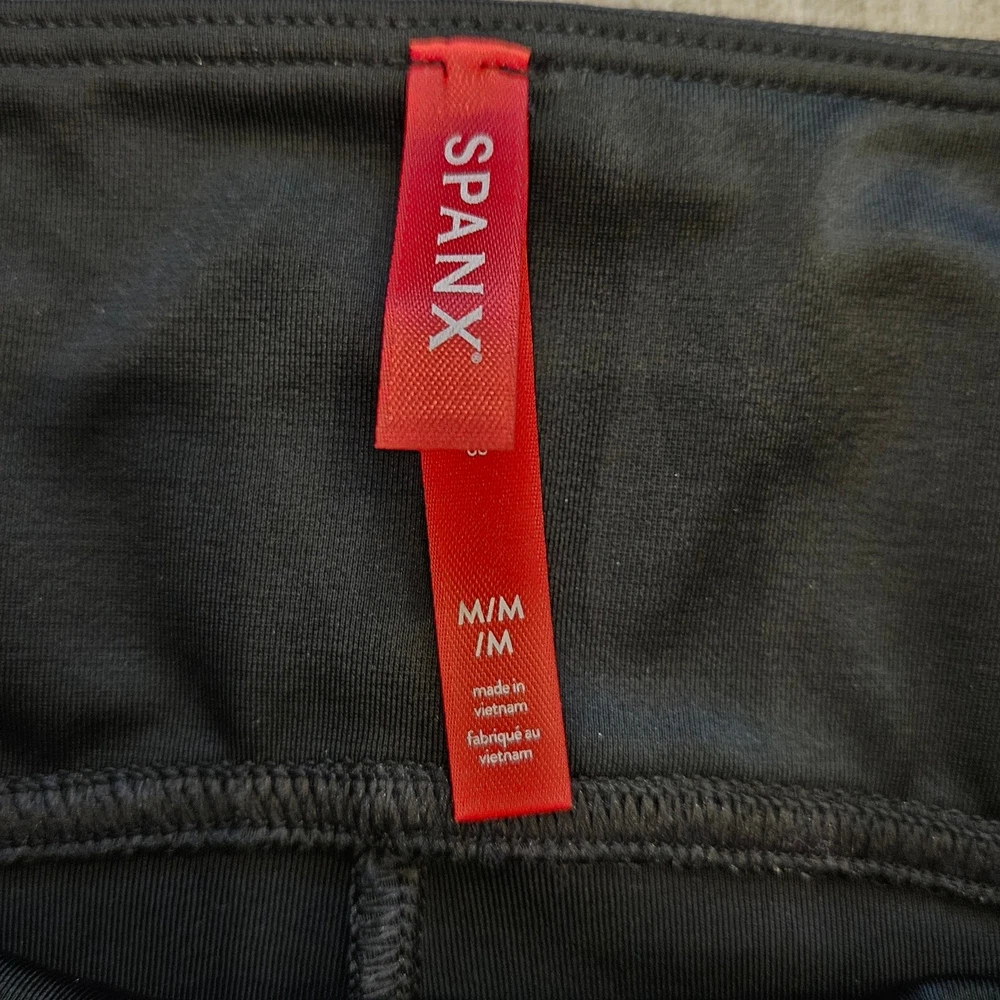 SPANX®
M/M
/M
made in
vietnam
fabriqué au
vietnam